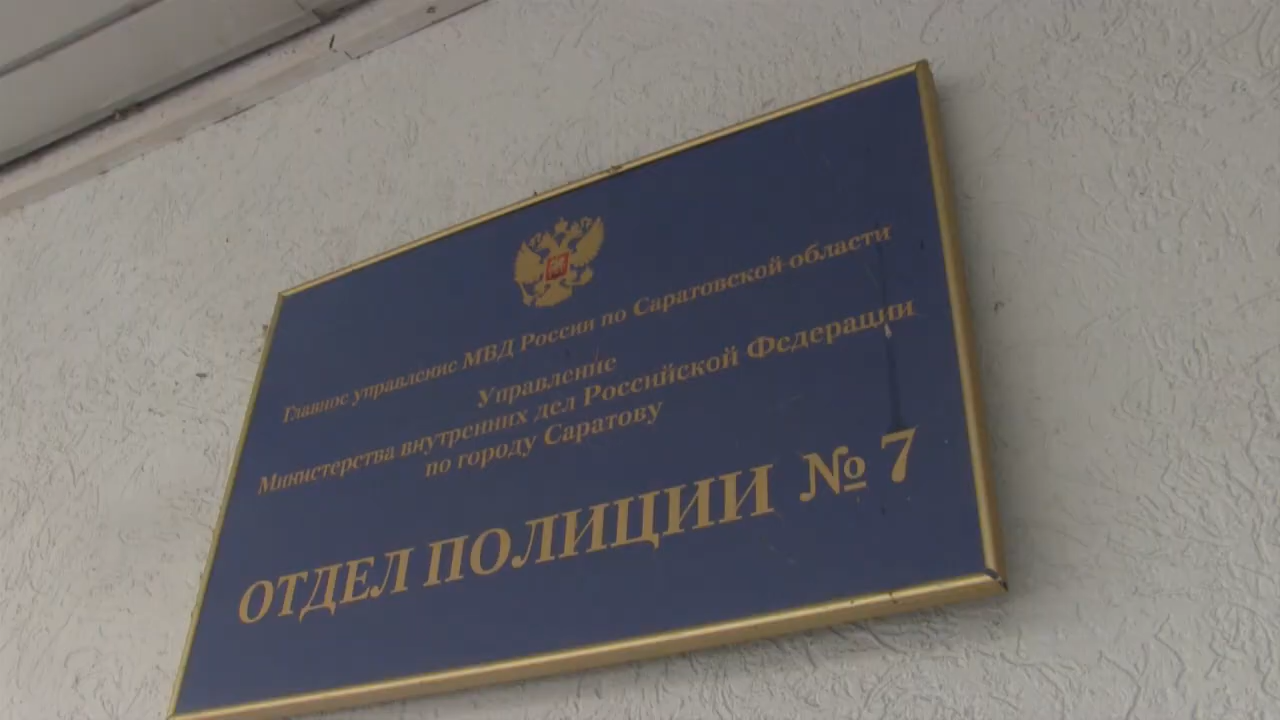 Главное управление МВД России по Саратовской области
Управление
Министерства внутренних дел Российской Федерации
по городу Саратову
ОТДЕЛ ПОЛИЦИИ № 7